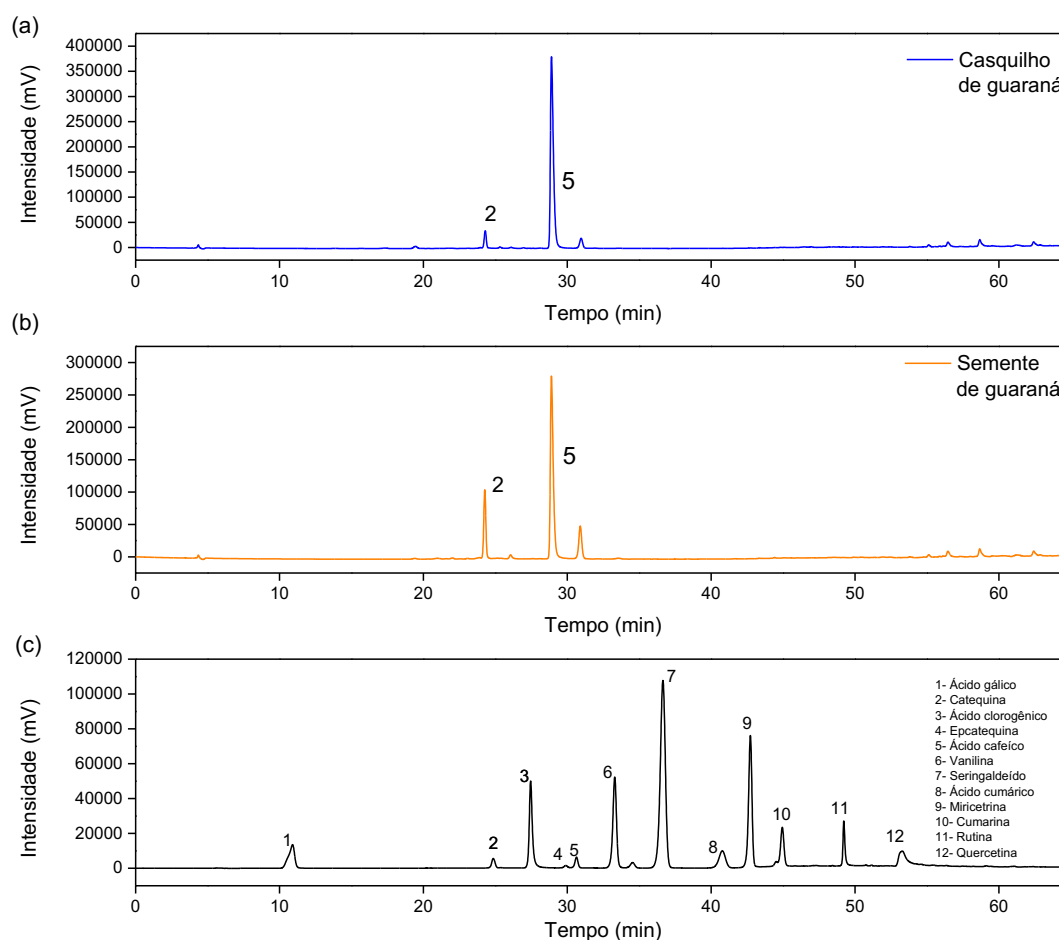 (a)
400000
350000
300000
250000
200000
150000
100000
50000
0
Intensidade (mV)
2
5
Casquilho
de guaraná
0 10 20 30 40 50 60
Tempo (min)
(b)
300000
250000
200000
150000
100000
50000
0
Intensidade (mV)
2
5
Semente
de guaraná
0 10 20 30 40 50 60
Tempo (min)
(c)
120000
100000
80000
60000
40000
20000
0
Intensidade (mV)
1
2
3
4
5
6
7
8
9
10
11
12
1- Ácido gálico
2- Catequina
3- Ácido clorogênico
4- Epcatequina
5- Ácido cafeíco
6- Vanilina
7- Seringaldeído
8- Ácido cumárico
9- Miricetrina
10- Cumarina
11- Rutina
12- Quercetina
0 10 20 30 40 50 60
Tempo (min)